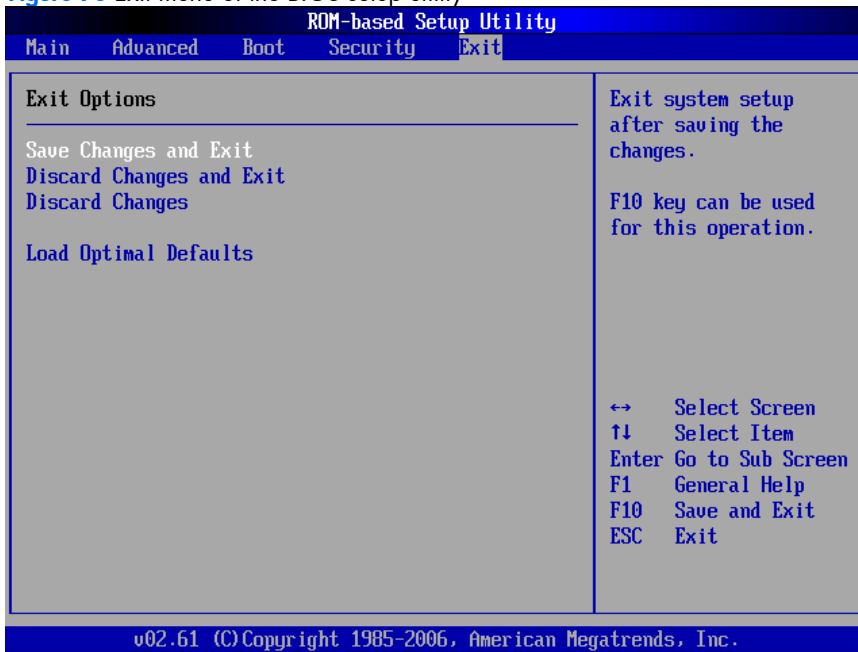 ROM-based Setup Utility
Main Advanced Boot Security Exit
Exit Options
Save Changes and Exit
Discard Changes and Exit
Discard Changes
Load Optimal Defaults
Exit system setup
after saving the
changes.
F10 key can be used
for this operation.
↔ Select Screen
↑↓ Select Item
Enter Go to Sub Screen
F1 General Help
F10 Save and Exit
ESC Exit
v02.61 (C)Copyright 1985-2006, American Megatrends, Inc.